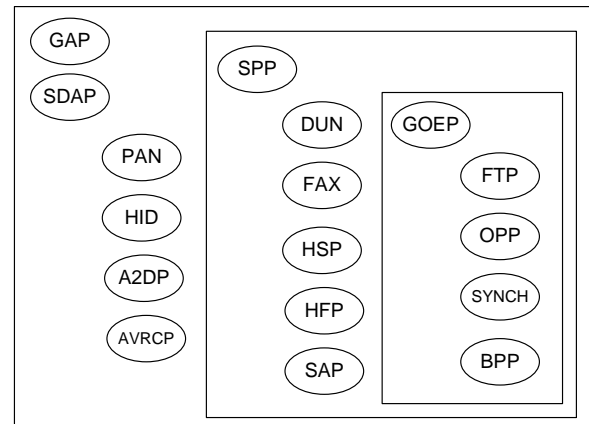 GAP
SDAP
PAN
HID
A2DP
AVRCP
SPP
DUN
FAX
HSP
HFP
SAP
GOEP
FTP
OPP
SYNCH
BPP